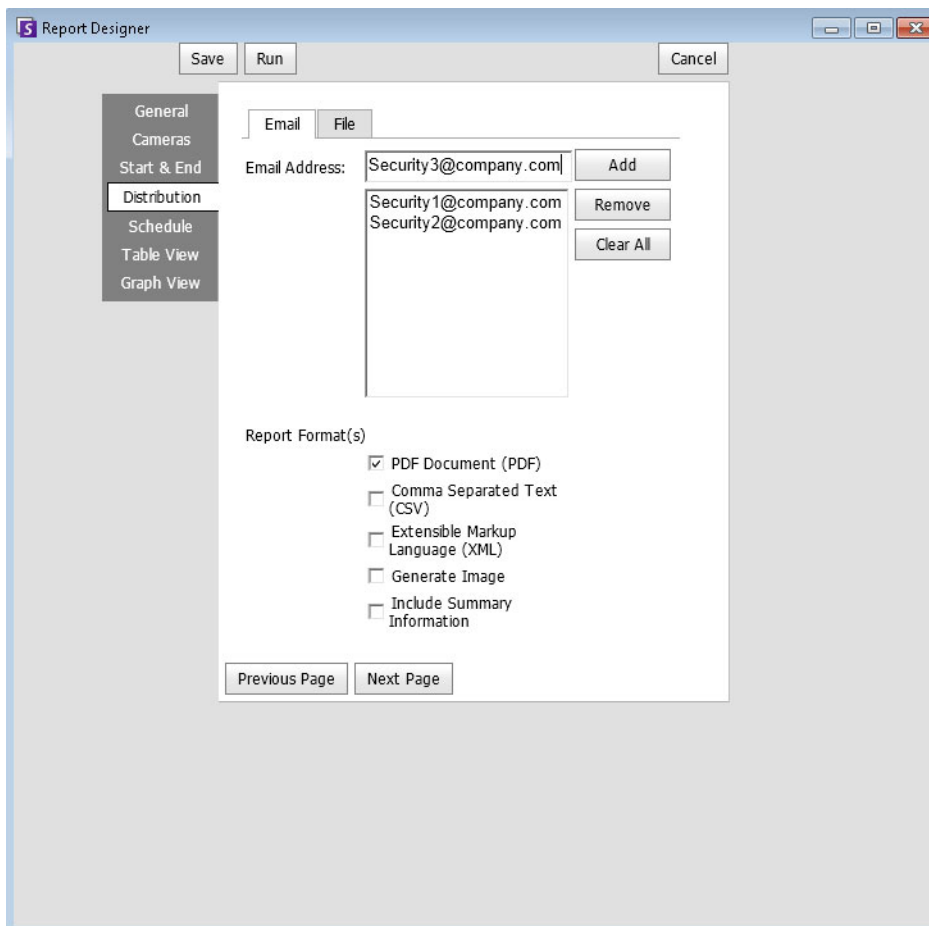 Report Designer
Save Run Cancel
General
Cameras
Start & End
Distribution
Schedule
Table View
Graph View
Email File
Email Address: Security3@company.com Add
Security1@company.com
Security2@company.com
Remove
Clear All
Report Format(s)
PDF Document (PDF)
Comma Separated Text
(CSV)
Extensible Markup
Language (XML)
Generate Image
Include Summary
Information
Previous Page Next Page